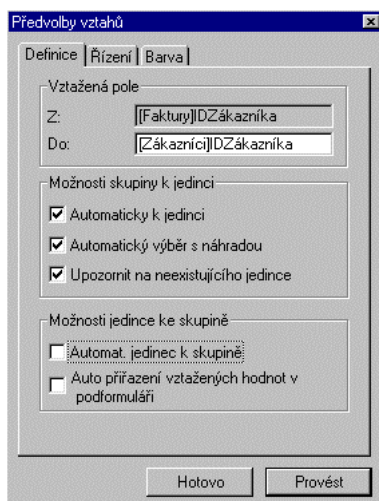 Předvolby vztahů
Definice Řízení Barva
Vztažená pole
Z: [Faktury]IDZákazníka
Do: [Zákazníci]IDZákazníka
Možnosti skupiny k jedinci
Automaticky k jedinci
Automatický výběr s náhradou
Upozornit na neexistujícího jedince
Možnosti jedince ke skupině
Automat. jedinec k skupině
Auto přiřazení vztažených hodnot v
podformuláři
Hotovo Provést